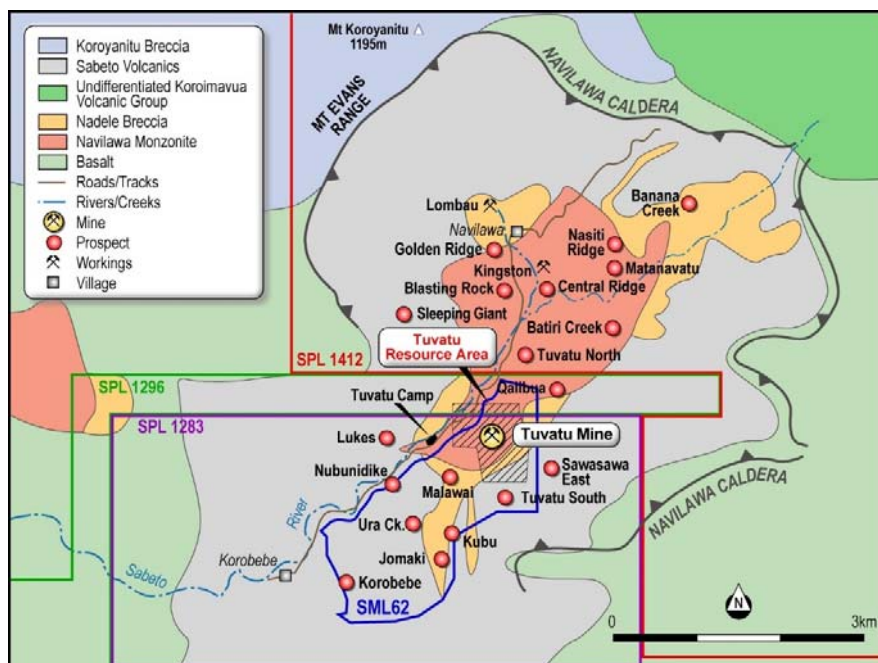 Koroyanitu Breccia
Sabeto Volcanics
Undifferentiated Koroimavua
Volcanic Group
Nadele Breccia
Navilawa Monzonite
Basalt
Roads/Tracks
Rivers/Creeks
Mine
Prospect
Workings
Village
Mt Koroyanitu
1195m
MT EVANS
RANGE
NAVILAWA CALDERA
Lombau
Navilawa
Golden Ridge
Kingston
Blasting Rock
Sleeping Giant
Banana
Creek
Nasiti
Ridge
Matanavatu
Central Ridge
Batiri Creek
Tuvatu North
Tuvatu
Resource Area
SPL 1412
SPL 1296
SPL 1283
Tuvatu Camp
Qalibua
Lukes
Tuvatu Mine
Nubunidike
Malawai
Sawasawa
East
Tuvatu South
NAVILAWA CALDERA
Ura Ck.
Kubu
Jomaki
Korobebe
SML62
River
Sabeto
Korobebe
N
0
3km